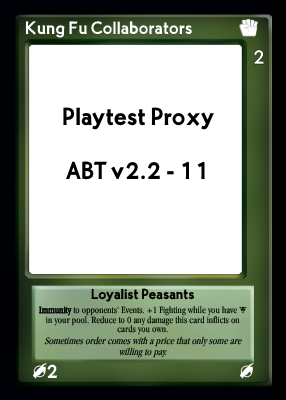 Kung Fu Collaborators
2
Playtest Proxy
ABT v2.2 - 11
Loyalist Peasants
Immunity to opponents' Events. +1 Fighting while you have
in your pool. Reduce to 0 any damage this card inflicts on
cards you own.
Sometimes order comes with a price that only some are
willing to pay.
2